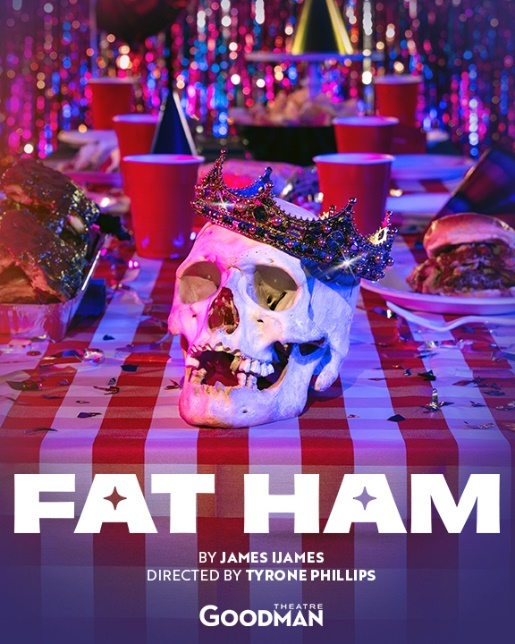 FAT HAM
BY JAMES IJAMES
DIRECTED BY TYRONE PHILLIPS
THEATRE
GOODMAN